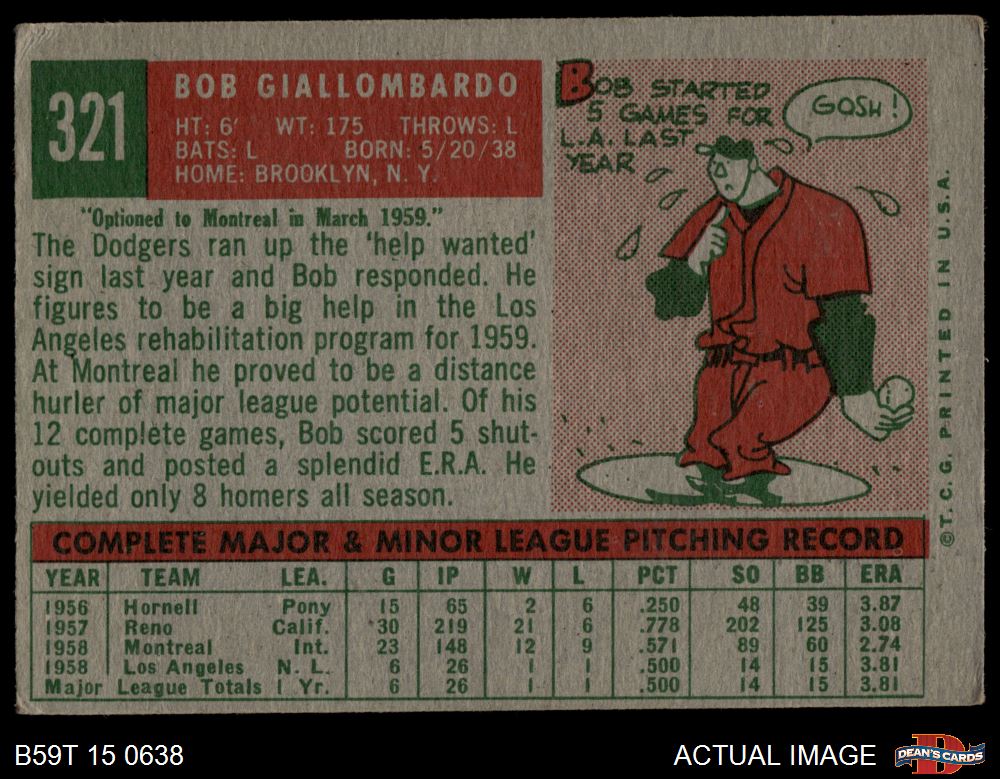 321
BOB GIALLOMBARDO
HT: 6' WT: 175 THROWS: L
BATS: L BORN: 5/20/38
HOME: BROOKLYN, N. Y.
"Optioned to Montreal in March 1959."
The Dodgers ran up the 'help wanted'
sign last year and Bob responded. He
figures to be a big help in the Los
Angeles rehabilitation program for 1959.
At Montreal he proved to be a distance
hurler of major league potential. Of his
12 complete games, Bob scored 5 shut-
outs and posted a splendid E.R.A. He
yielded only 8 homers all season.
BOB STARTED
5 GAMES FOR
L.A. LAST
YEAR
GOSH!
©T. C. G. PRINTED IN U.S.A.
COMPLETE MAJOR & MINOR LEAGUE PITCHING RECORD
YEAR TEAM LEA. G IP W L PCT SO BB ERA
1956 Hornell Pony 15 65 2 6 .250 48 39 3.87
1957 Reno Calif. 30 219 21 6 .778 202 125 3.08
1958 Montreal Int. 23 148 12 9 .571 89 60 2.74
1958 Los Angeles N. L. 6 26 1 1 .500 14 15 3.81
Major League Totals 1 Yr. 6 26 1 1 .500 14 15 3.81
B59T 15 0638
ACTUAL IMAGE
DEAN'S CARDS